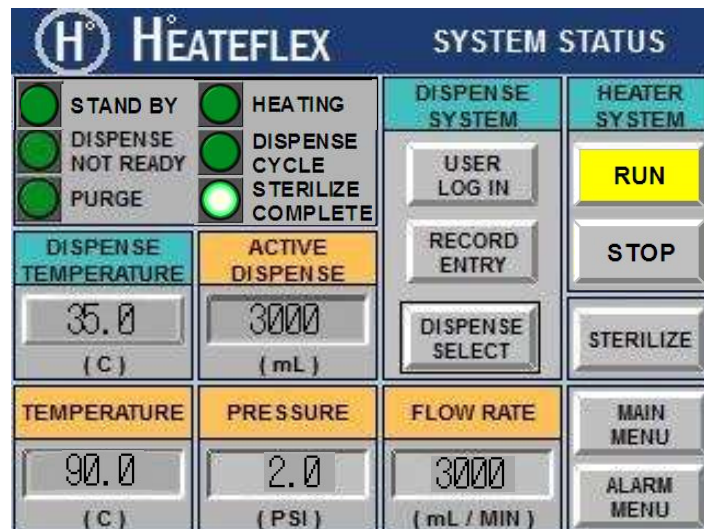 H° HEATEFLEX
SYSTEM STATUS
STAND BY
HEATING
DISPENSE
NOT READY
DISPENSE
CYCLE
PURGE
STERILIZE
COMPLETE
DISPENSE
SYSTEM
USER
LOG IN
RECORD
ENTRY
DISPENSE
SELECT
HEATER
SYSTEM
RUN
STOP
STERILIZE
DISPENSE
TEMPERATURE
35.0
(C)
ACTIVE
DISPENSE
3000
(mL)
TEMPERATURE
90.0
(C)
PRESSURE
2.0
(PSI)
FLOW RATE
3000
(mL / MIN)
MAIN
MENU
ALARM
MENU